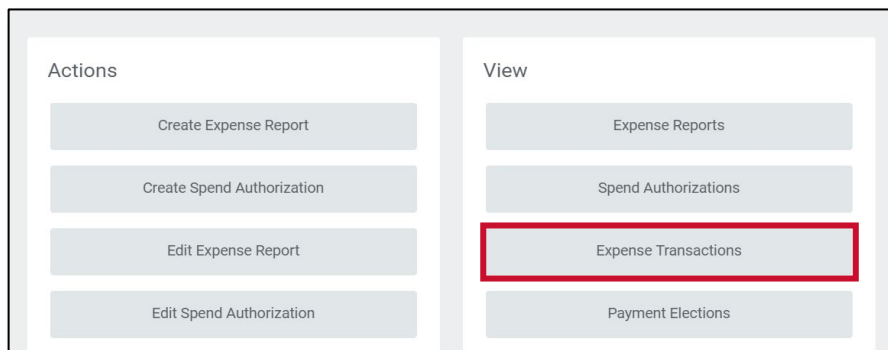 Actions
Create Expense Report
Create Spend Authorization
Edit Expense Report
Edit Spend Authorization
View
Expense Reports
Spend Authorizations
Expense Transactions
Payment Elections